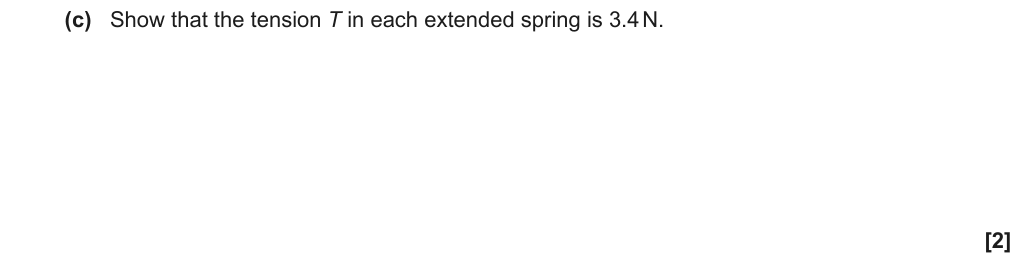 (c) Show that the tension T in each extended spring is 3.4 N.
[2]